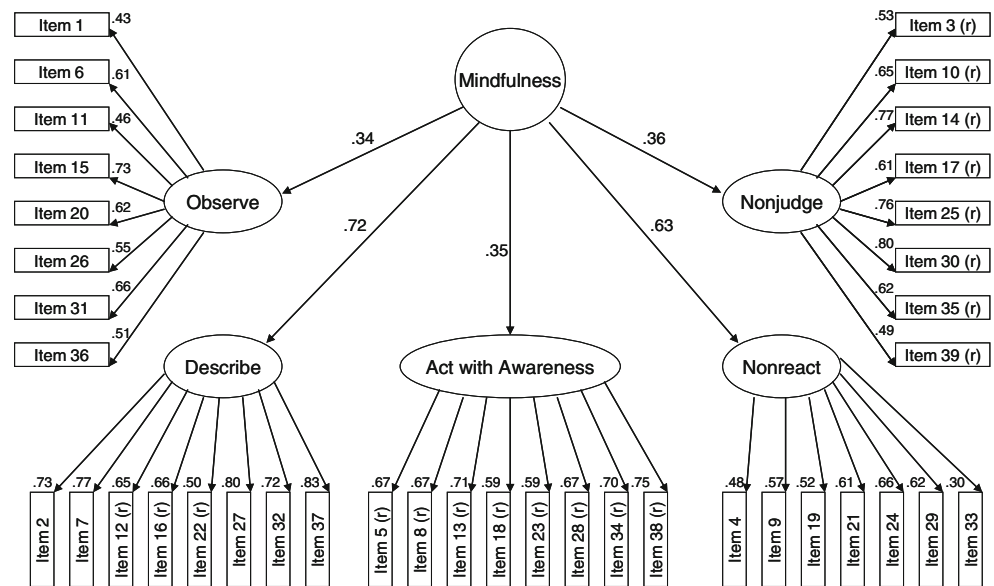 Mindfulness
.34
.72
.35
.63
.36
Observe
.43
Item 1
.61
Item 6
.46
Item 11
.73
Item 15
.62
Item 20
.55
Item 26
.66
Item 31
.51
Item 36
Nonjudge
.53
Item 3 (r)
.65
Item 10 (r)
.77
Item 14 (r)
.61
Item 17 (r)
.76
Item 25 (r)
.80
Item 30 (r)
.62
Item 35 (r)
.49
Item 39 (r)
Describe
.73
Item 2
.77
Item 7
.65
Item 12 (r)
.66
Item 16 (r)
.50
Item 22 (r)
.80
Item 27
.72
Item 32
.83
Item 37
Act with Awareness
.67
Item 5 (r)
.67
Item 8 (r)
.71
Item 13 (r)
.59
Item 18 (r)
.59
Item 23 (r)
.67
Item 28 (r)
.70
Item 34 (r)
.75
Item 38 (r)
Nonreact
.48
Item 4
.57
Item 9
.52
Item 19
.61
Item 21
.66
Item 24
.62
Item 29
.30
Item 33